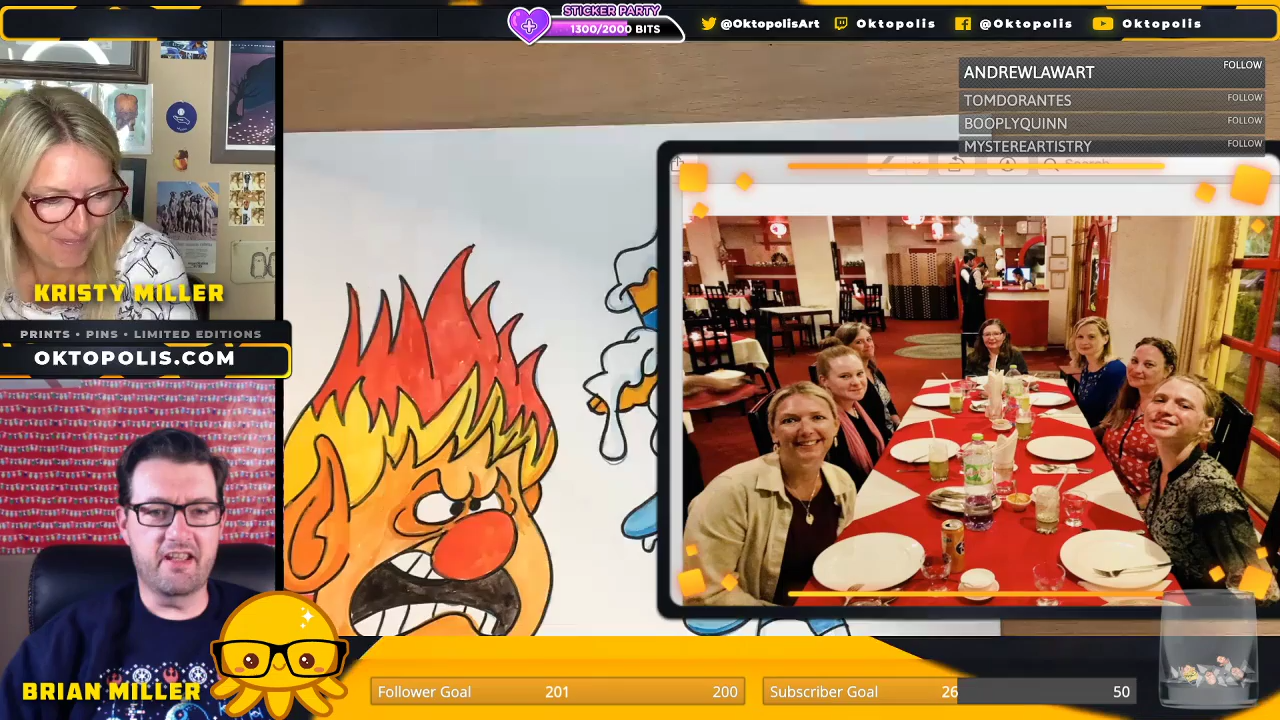 STICKER PARTY
1300/2000 BITS
@OktopolisArt
Oktopolis
@Oktopolis
Oktopolis
ANDREWLAWART FOLLOW
TOMDORANTES FOLLOW
BOOPLYQUINN FOLLOW
MYSTEREARTISTRY FOLLOW
Search
KRISTY MILLER
PRINTS • PINS • LIMITED EDITIONS
OKTOPOLIS.COM
BRIAN MILLER
Follower Goal 201 200
Subscriber Goal 26 50